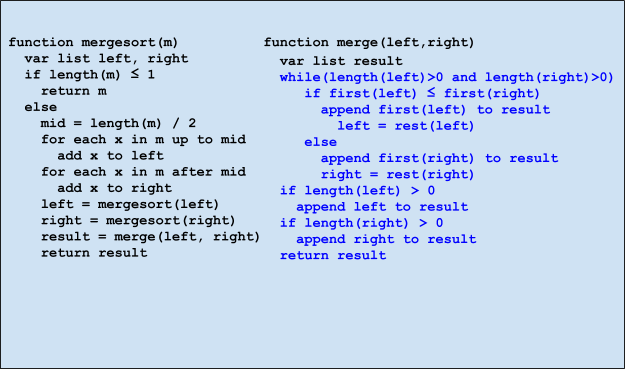 function mergesort(m)
var list left, right
if length(m) ≤ 1
return m
else
mid = length(m) / 2
for each x in m up to mid
add x to left
for each x in m after mid
add x to right
left = mergesort(left)
right = mergesort(right)
result = merge(left, right)
return result
function merge(left,right)
var list result
while(length(left)>0 and length(right)>0)
if first(left) ≤ first(right)
append first(left) to result
left = rest(left)
else
append first(right) to result
right = rest(right)
if length(left) > 0
append left to result
if length(right) > 0
append right to result
return result